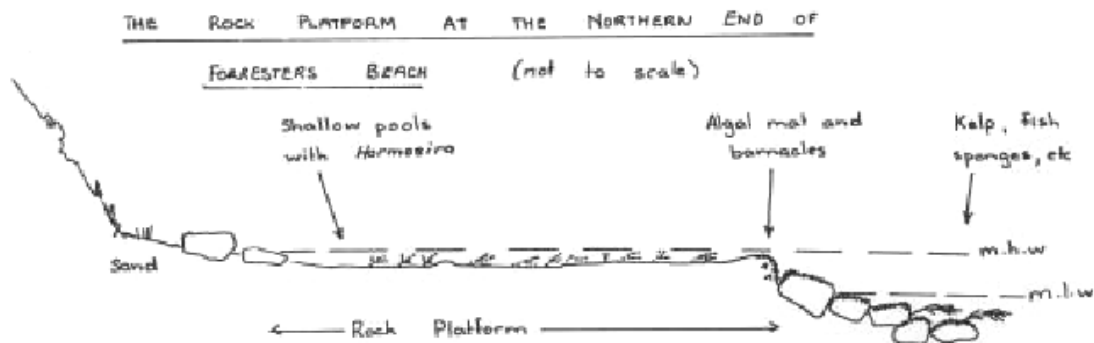 THE ROCK PLATFORM AT THE NORTHERN END OF
FORRESTERS BEACH (not to scale)
Shallow pools
with Hormosira
Algal mat and
barnacles
Kelp, fish
sponges, etc
Sand
m.h.w
m.l.w
Rock Platform